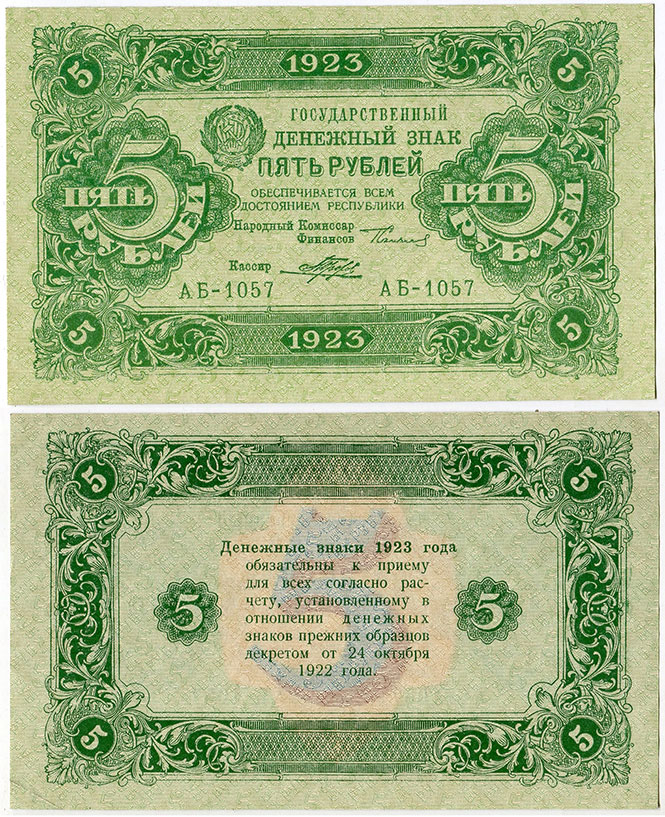 5 1923 5
ГОСУДАРСТВЕННЫЙ
ДЕНЕЖНЫЙ ЗНАК
ПЯТЬ РУБЛЕЙ
5 ПЯТЬ РУБЛЕЙ
ОБЕСПЕЧИВАЕТСЯ ВСЕМ
ДОСТОЯНИЕМ РЕСПУБЛИКИ
5 ПЯТЬ РУБЛЕЙ
Народный Комиссар
Финансов
Кассир
АБ-1057 АБ-1057
5 1923 5
5 5
Денежные знаки 1923 года
обязательны к приему
для всех согласно рас-
чету, установленному в
отношении денежных
знаков прежних образцов
декретом от 24 октября
1922 года.
5 5
5 5